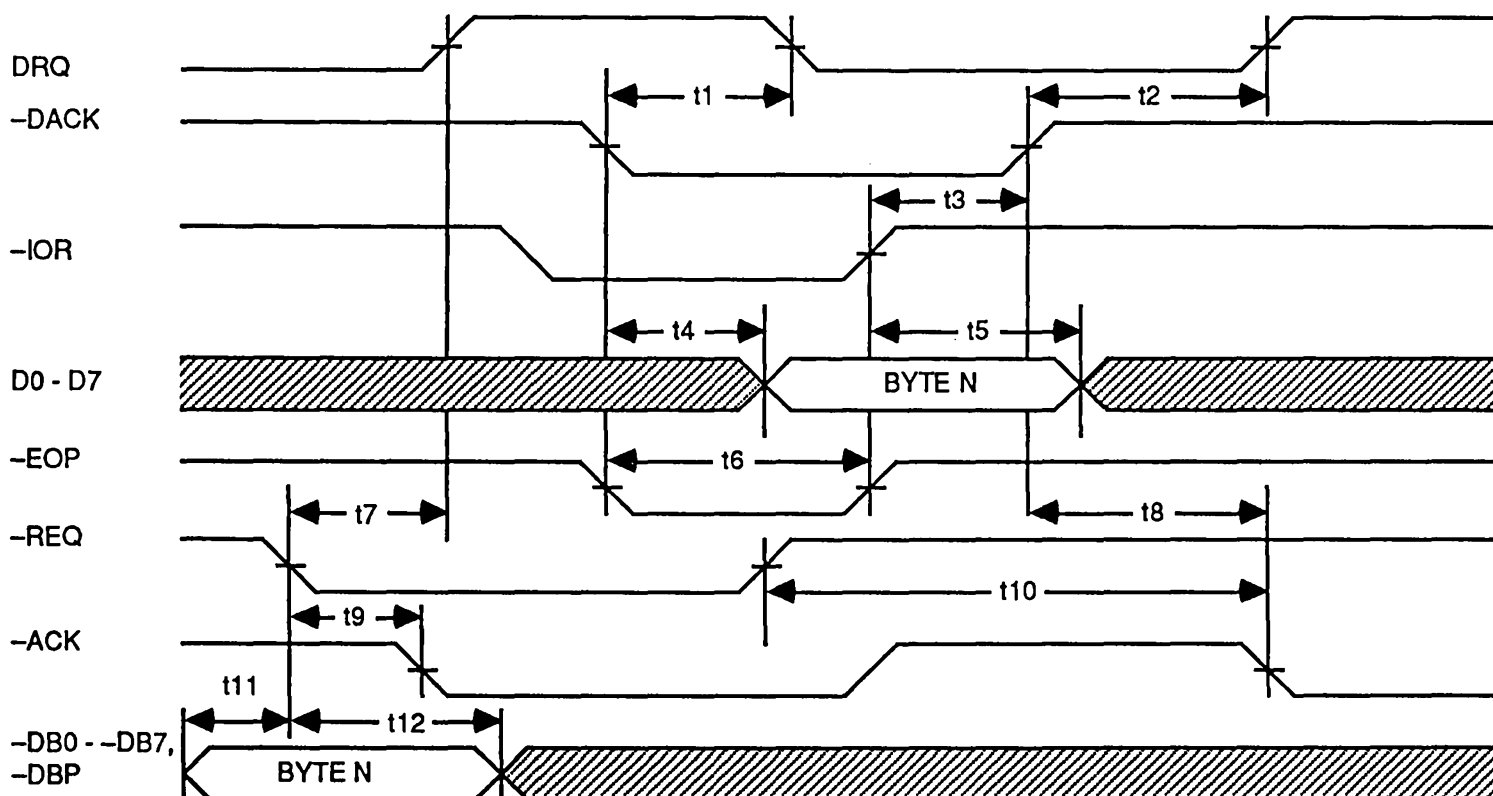 DRQ
t1
t2
–DACK
t3
–IOR
t4
t5
D0 - D7
BYTE N
–EOP
t6
t7
t8
–REQ
t10
t9
–ACK
t11
t12
–DB0 - –DB7,
–DBP
BYTE N